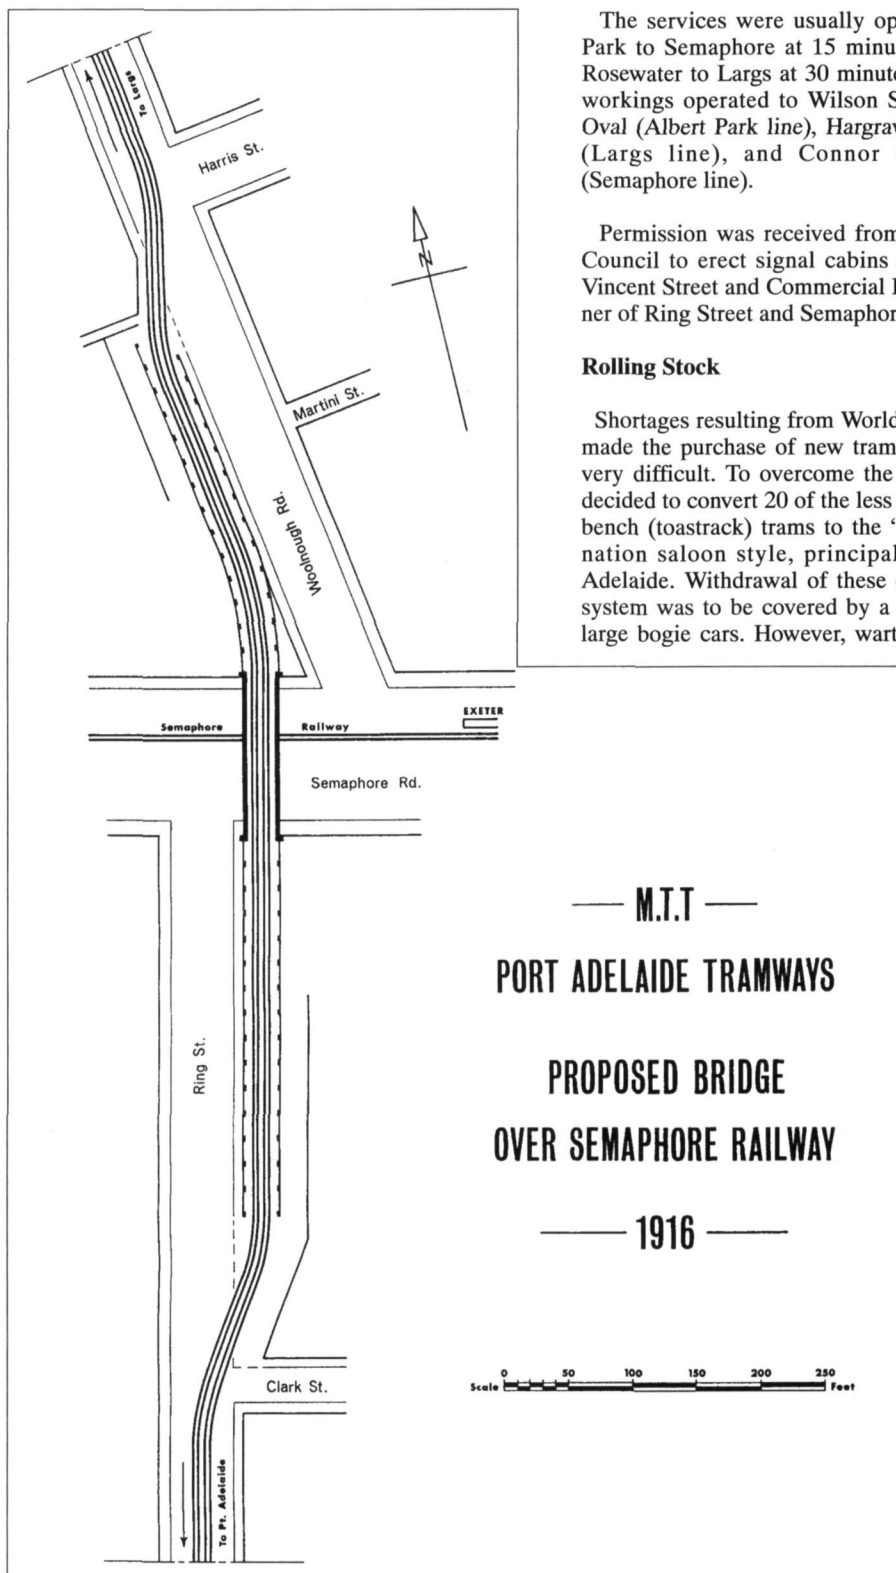 The services were usually op
Park to Semaphore at 15 minu
Rosewater to Largs at 30 minute
workings operated to Wilson S
Oval (Albert Park line), Hargrav
(Largs line), and Connor
(Semaphore line).
Permission was received from
Council to erect signal cabins
Vincent Street and Commercial
ner of Ring Street and Semaphor
Rolling Stock
Shortages resulting from World
made the purchase of new tram
very difficult. To overcome the
decided to convert 20 of the less
bench (toastrack) trams to the ‘
nation saloon style, principal
Adelaide. Withdrawal of these
system was to be covered by a
large bogie cars. However, wart
To Largs
Harris St.
N
Martini St.
Woolnough Rd.
EXETER
Semaphore Railway
Semaphore Rd.
Ring St.
Clark St.
To Pt. Adelaide
M.T.T
PORT ADELAIDE TRAMWAYS
PROPOSED BRIDGE
OVER SEMAPHORE RAILWAY
1916
0 50 100 150 200 250
Scale Feet